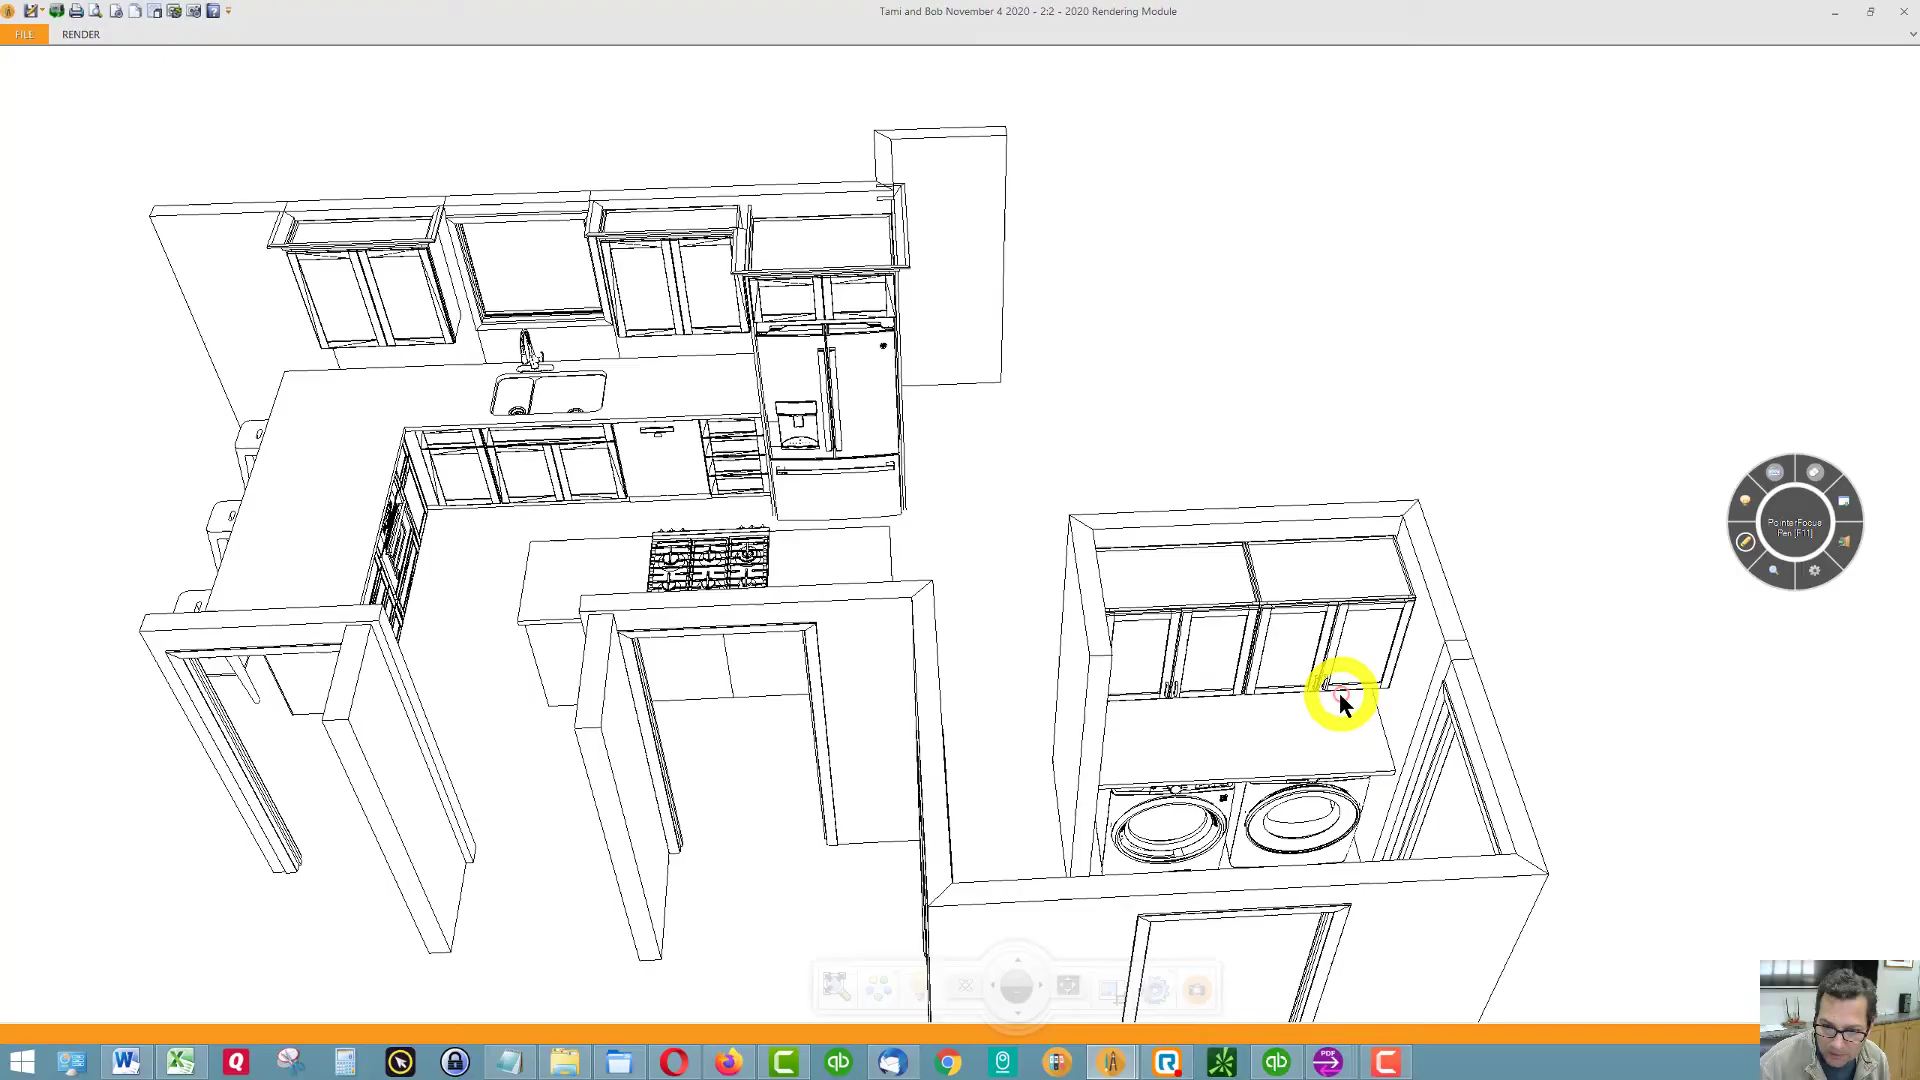 Tami and Bob November 4 2020 - 2:2 - 2020 Rendering Module
FILE
RENDER
PointerFocus
Pen [F11]